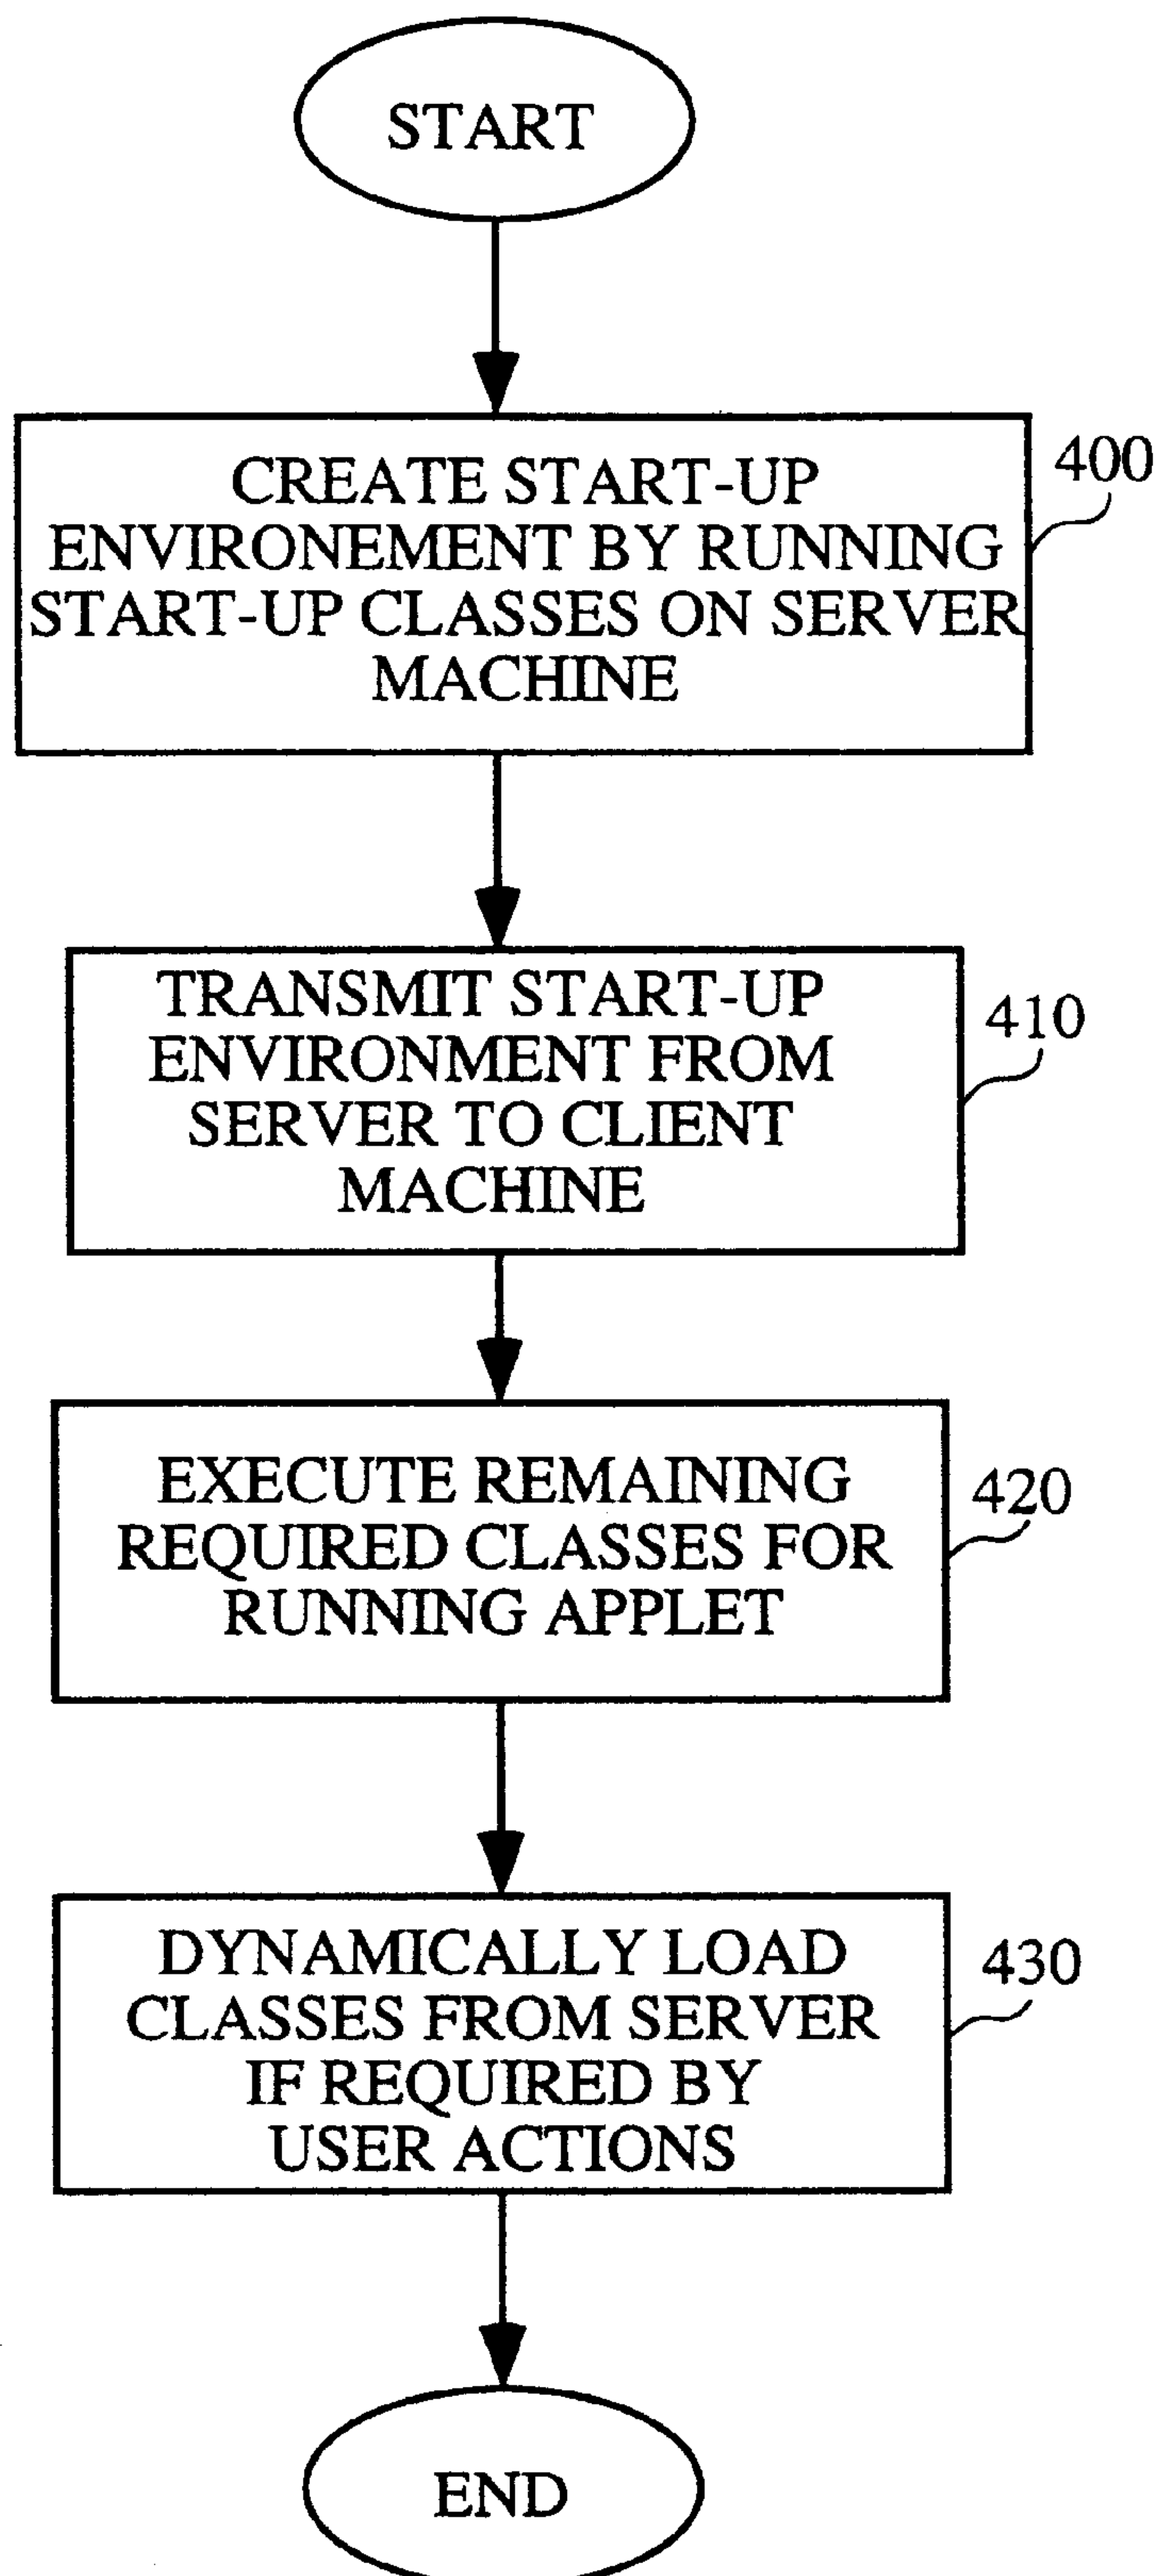 START
CREATE START-UP
ENVIRONEMENT BY RUNNING
START-UP CLASSES ON SERVER
MACHINE
400
TRANSMIT START-UP
ENVIRONMENT FROM
SERVER TO CLIENT
MACHINE
410
EXECUTE REMAINING
REQUIRED CLASSES FOR
RUNNING APPLET
420
DYNAMICALLY LOAD
CLASSES FROM SERVER
IF REQUIRED BY
USER ACTIONS
430
END